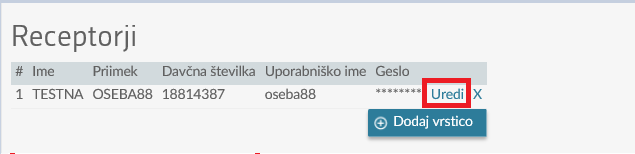 Receptorji
# Ime Priimek Davčna številka Uporabniško ime Geslo
1 TESTNA OSEBA88 18814387 oseba88 ******** Uredi X
Dodaj vrstico